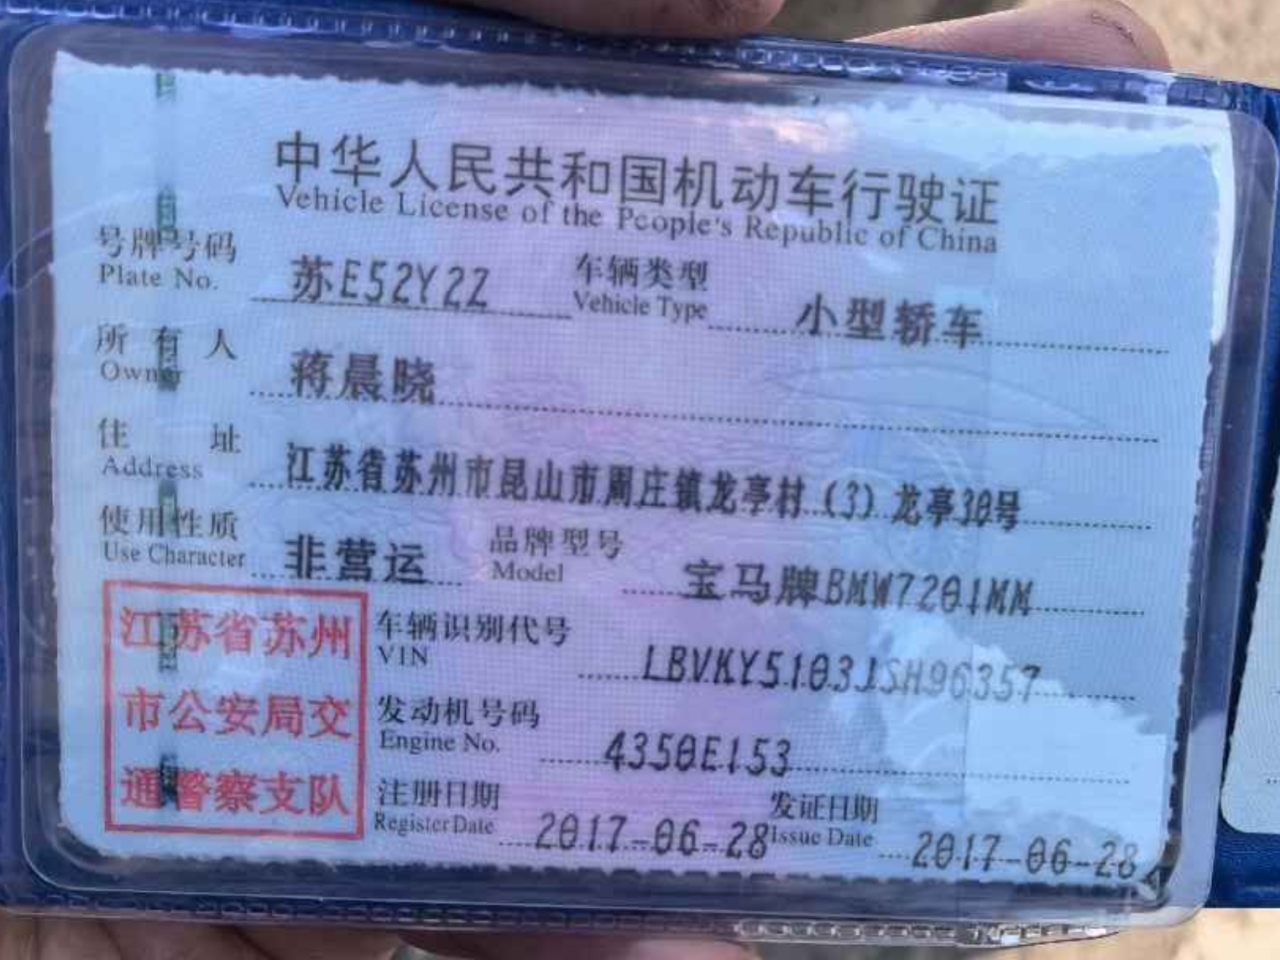 中华人民共和国机动车行驶证
Vehicle License of the People's Republic of China
号牌号码 苏E52Y2Z 车辆类型 小型轿车
Plate No. Vehicle Type
所有人 蒋晨晓
Owner
住址 江苏省苏州市昆山市周庄镇龙亭村(3)龙亭30号
Address
使用性质 非营运 品牌型号 宝马牌BMW7201MM
Use Character Model
江苏省苏州
市公安局交
通警察支队
车辆识别代号 LBVKY5103JSH96357
VIN
发动机号码 4350E153
Engine No.
注册日期 2017-06-28 发证日期 2017-06-28
Register Date Issue Date